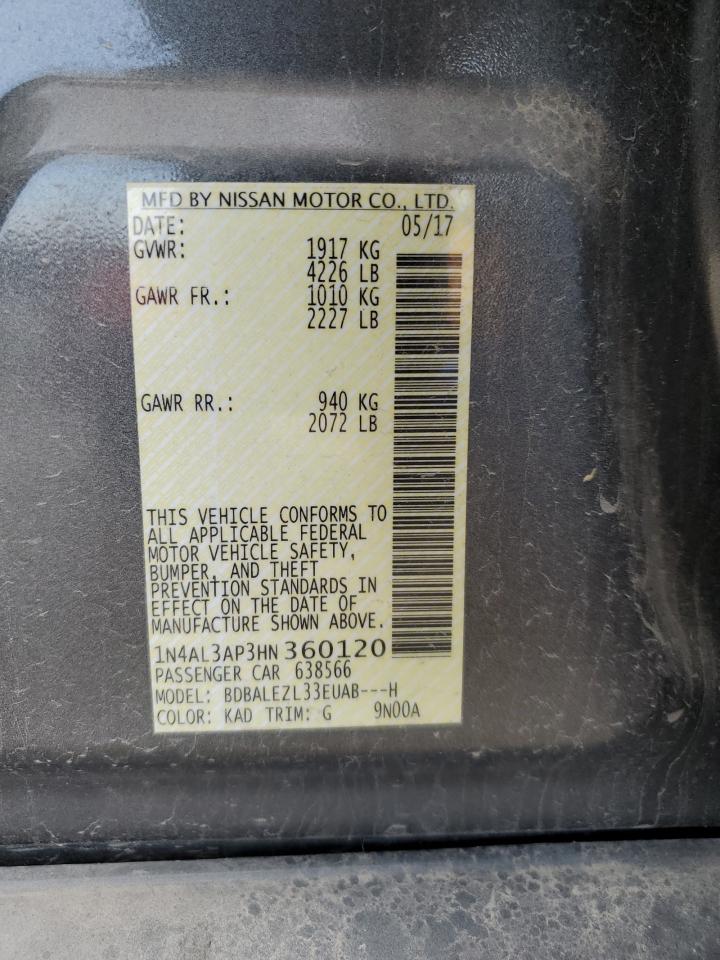 MFD BY NISSAN MOTOR CO., LTD.
DATE: 05/17
GVWR: 1917 KG
4226 LB
GAWR FR.: 1010 KG
2227 LB
GAWR RR.: 940 KG
2072 LB
THIS VEHICLE CONFORMS TO
ALL APPLICABLE FEDERAL
MOTOR VEHICLE SAFETY,
BUMPER, AND THEFT
PREVENTION STANDARDS IN
EFFECT ON THE DATE OF
MANUFACTURE SHOWN ABOVE.
1N4AL3AP3HN360120
PASSENGER CAR 638566
MODEL: BDBALEZL33EUAB---H
COLOR: KAD TRIM: G 9N00A